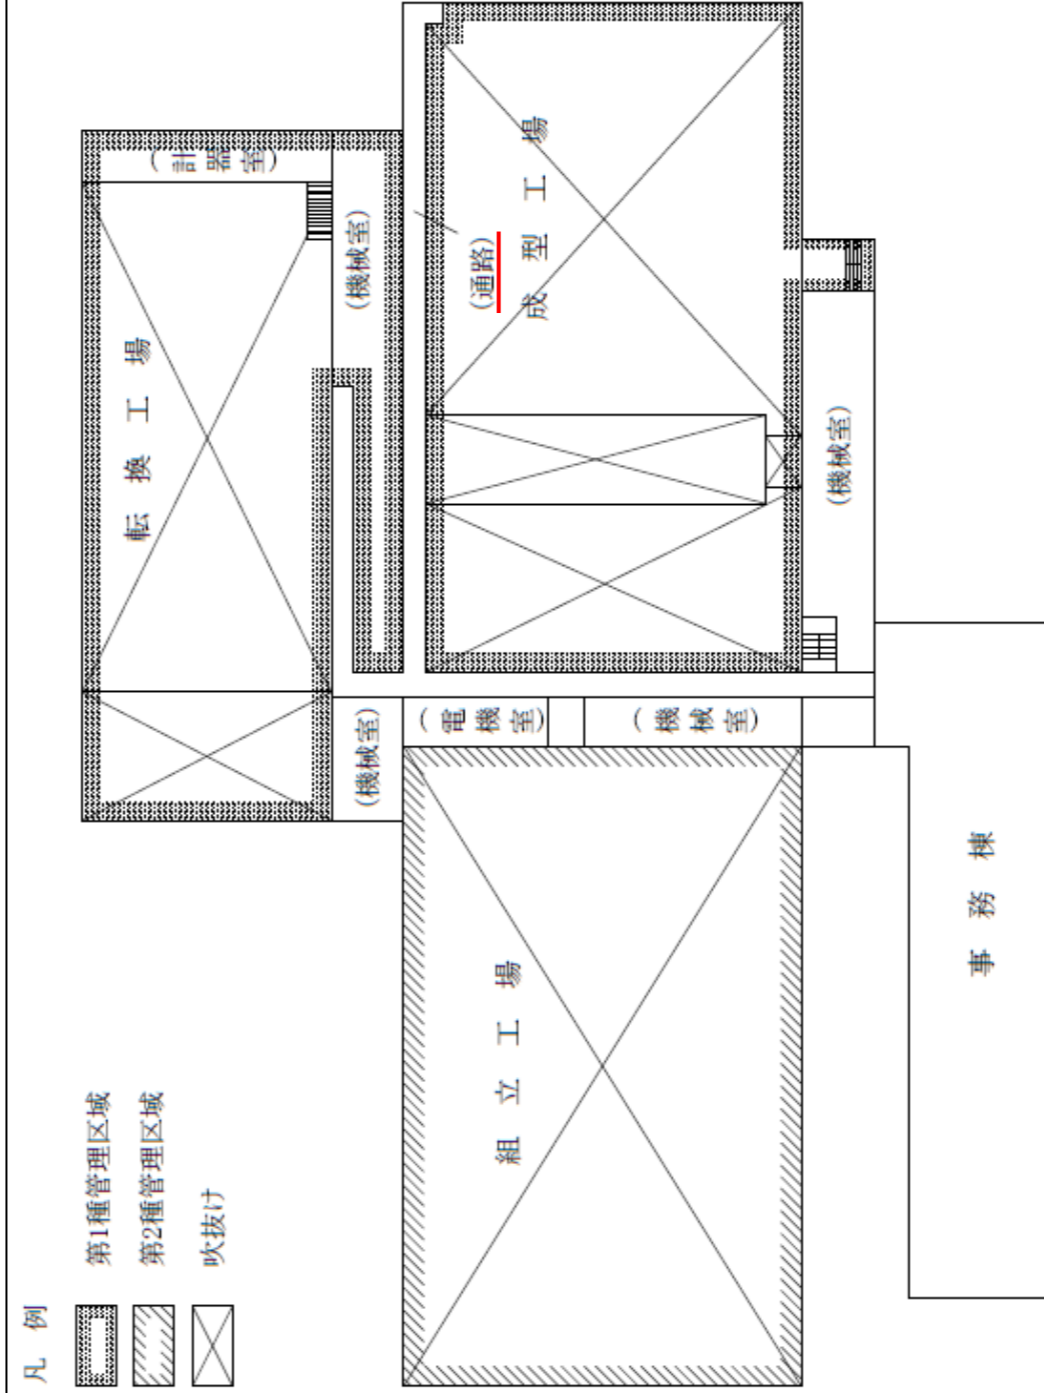 凡 例
第1種管理区域
第2種管理区域
吹抜け
転 換 工 場
(計器室)
(機械室)
(機械室)
(通路)
成 型 工 場
(電機室)
(機械室)
(機械室)
組 立 工 場
事 務 棟